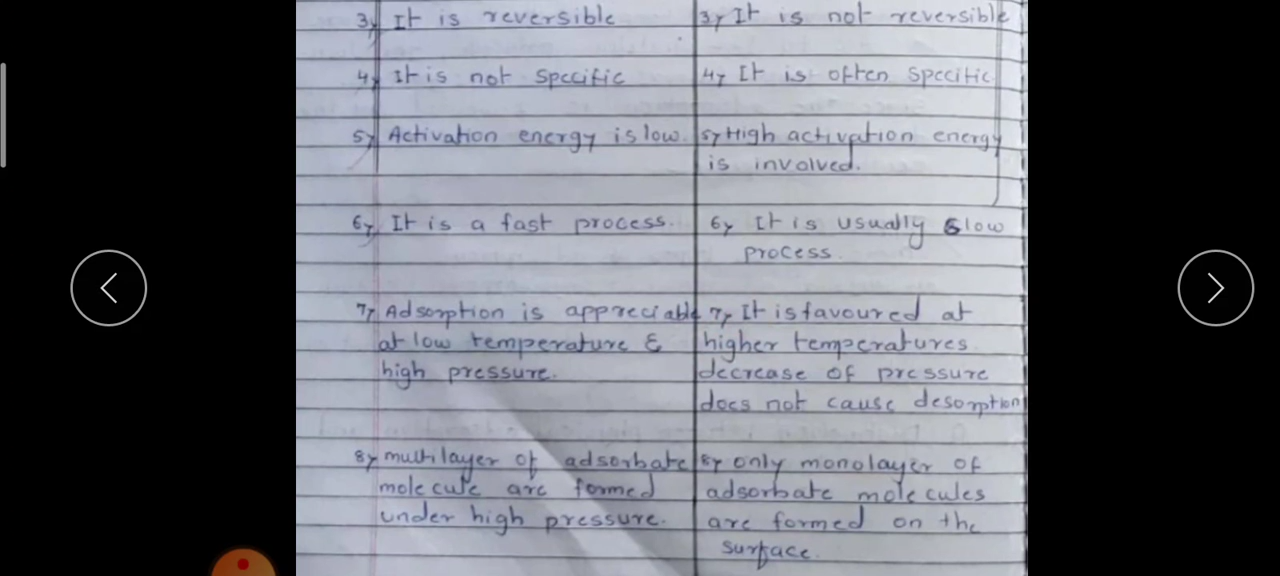 3) It is reversible
4) It is not specific
5) Activation energy is low.
6) It is a fast process.
7) Adsorption is appreciable
at low temperature &
high pressure.
8) multilayer of adsorbate
molecule are formed
under high pressure.
3) It is not reversible
4) It is often specific
5) High activation energy
is involved.
6) It is usually slow
process.
7) It is favoured at
higher temperatures.
decrease of pressure
does not cause desorption
8) only monolayer of
adsorbate molecules
are formed on the
surface.